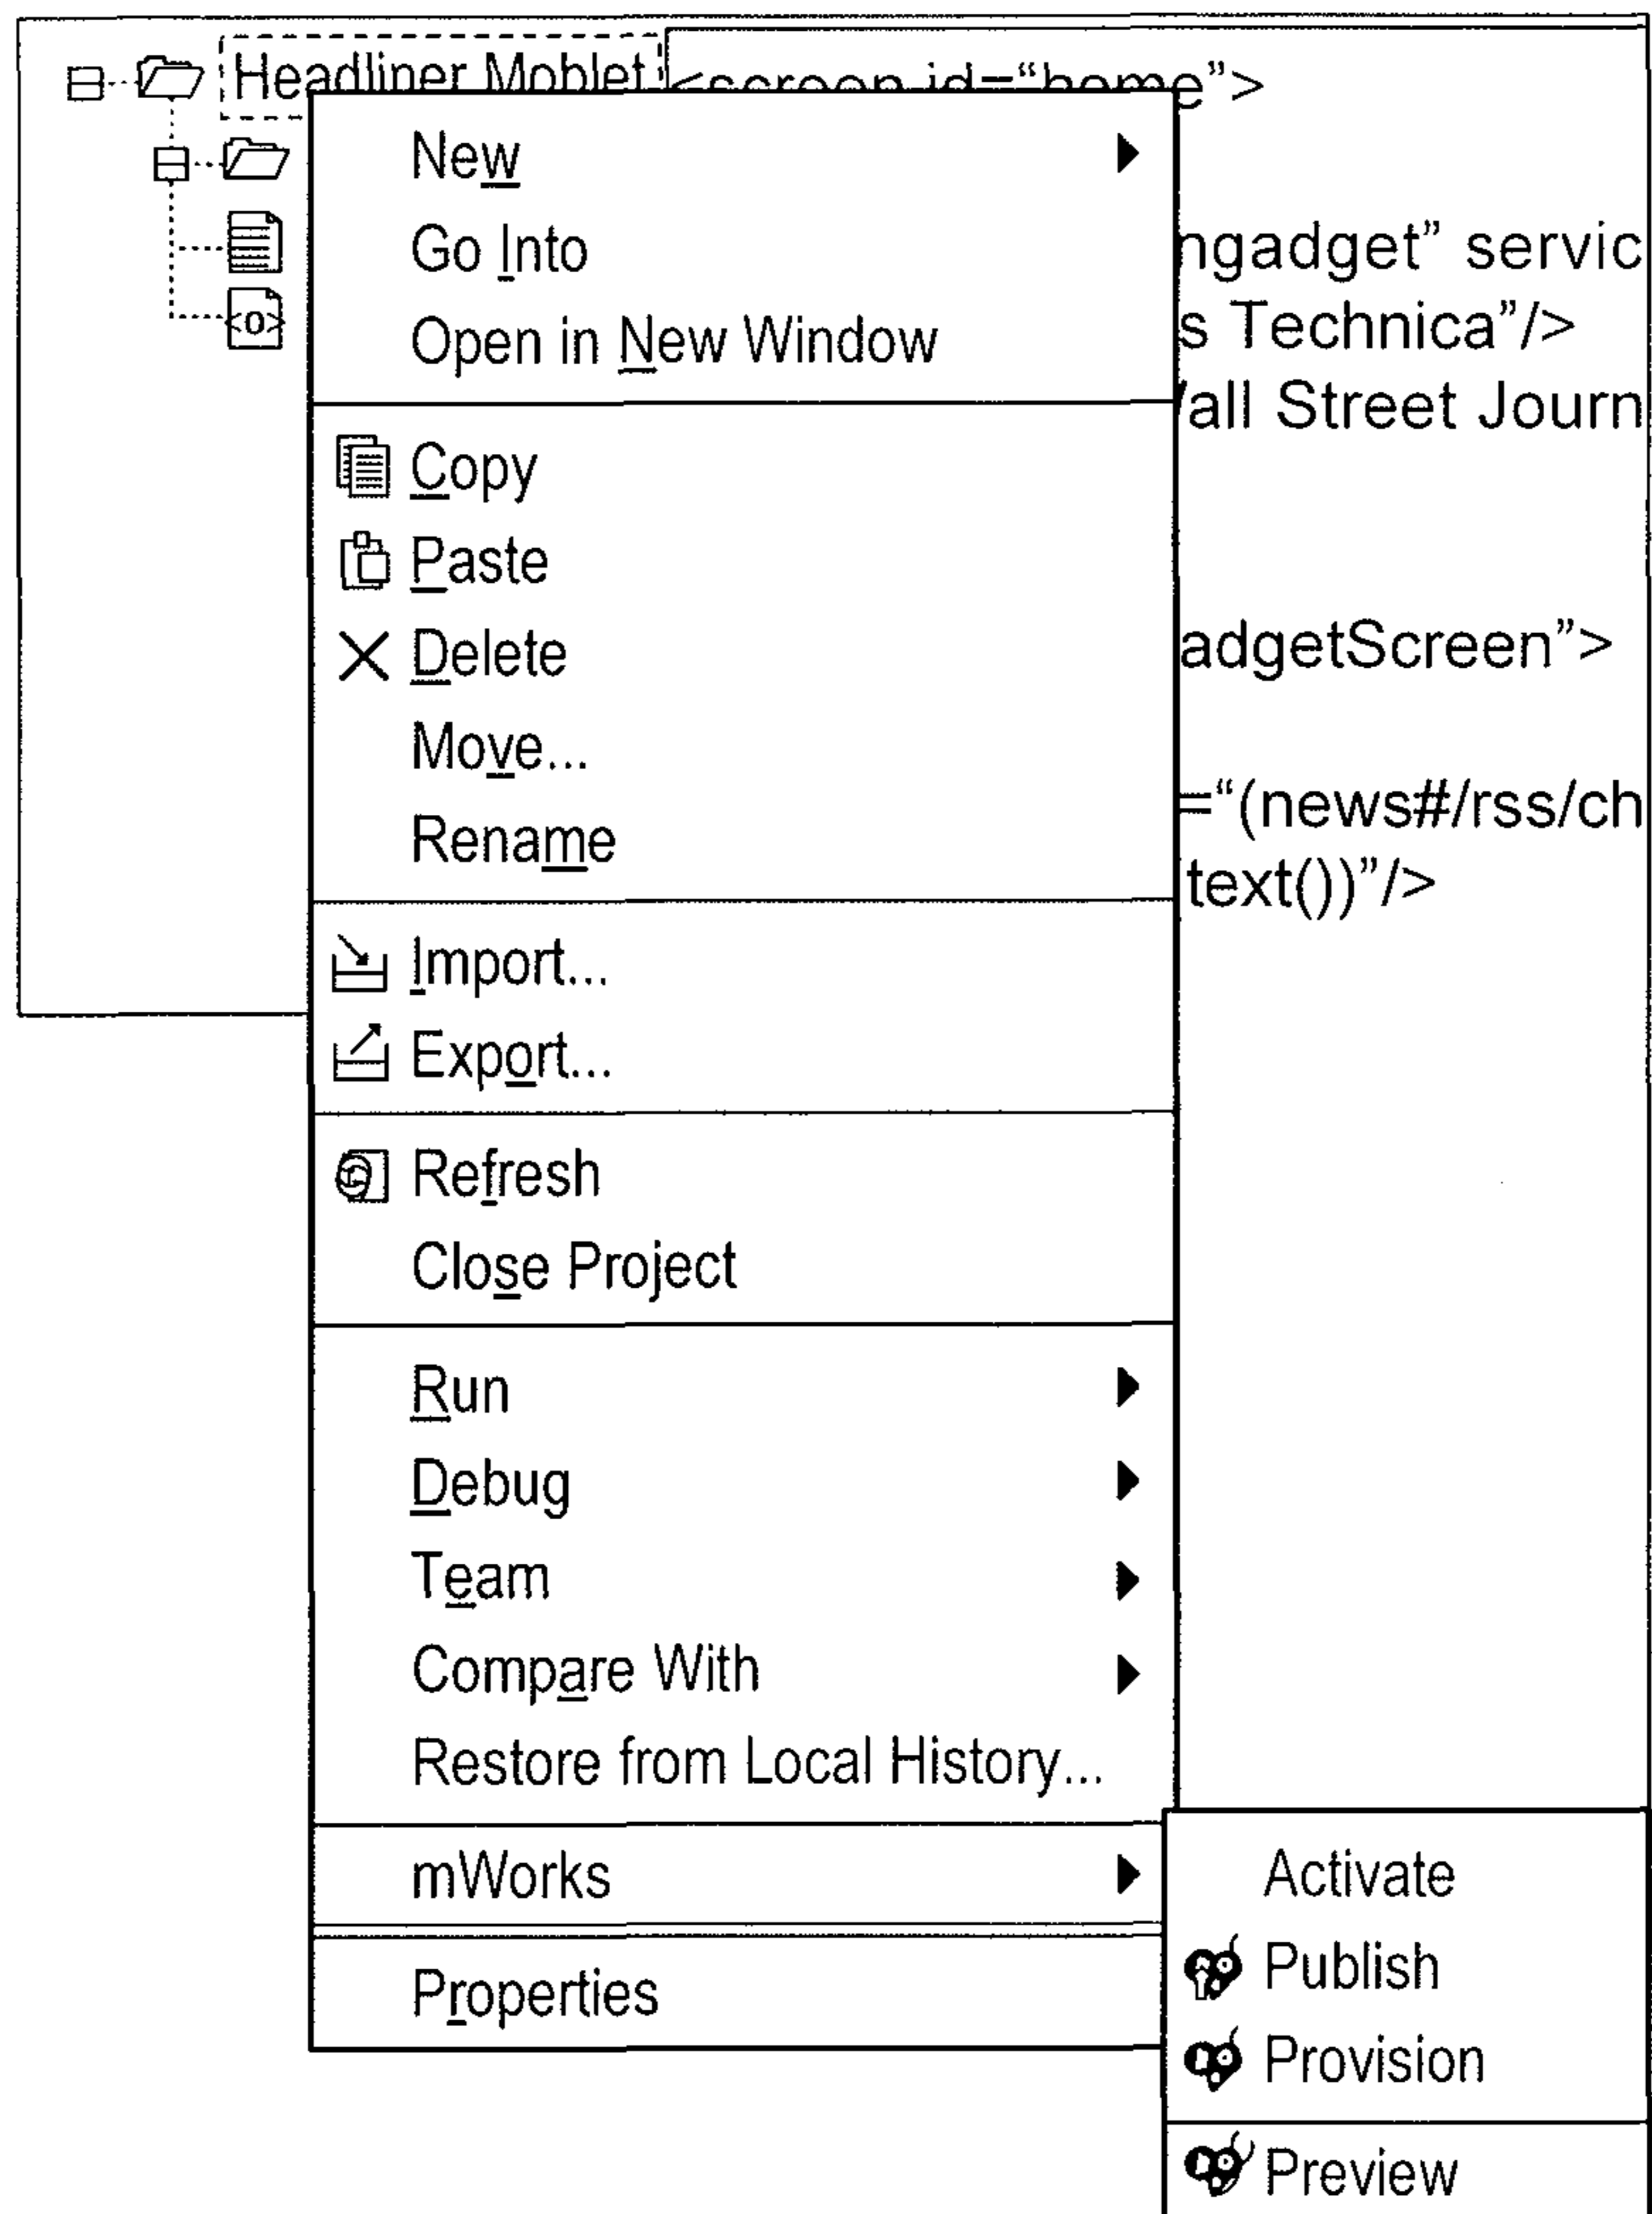 Headliner Moblet <screen id=“home”>
New
Go Into
ngadget” servic
Open in New Window
s Technica”/>
all Street Journ
Copy
Paste
Delete
adgetScreen”>
Move...
=“(news#/rss/ch
Rename
text())”/>
Import...
Export...
Refresh
Close Project
Run
Debug
Team
Compare With
Restore from Local History...
mWorks
Activate
Publish
Properties
Provision
Preview